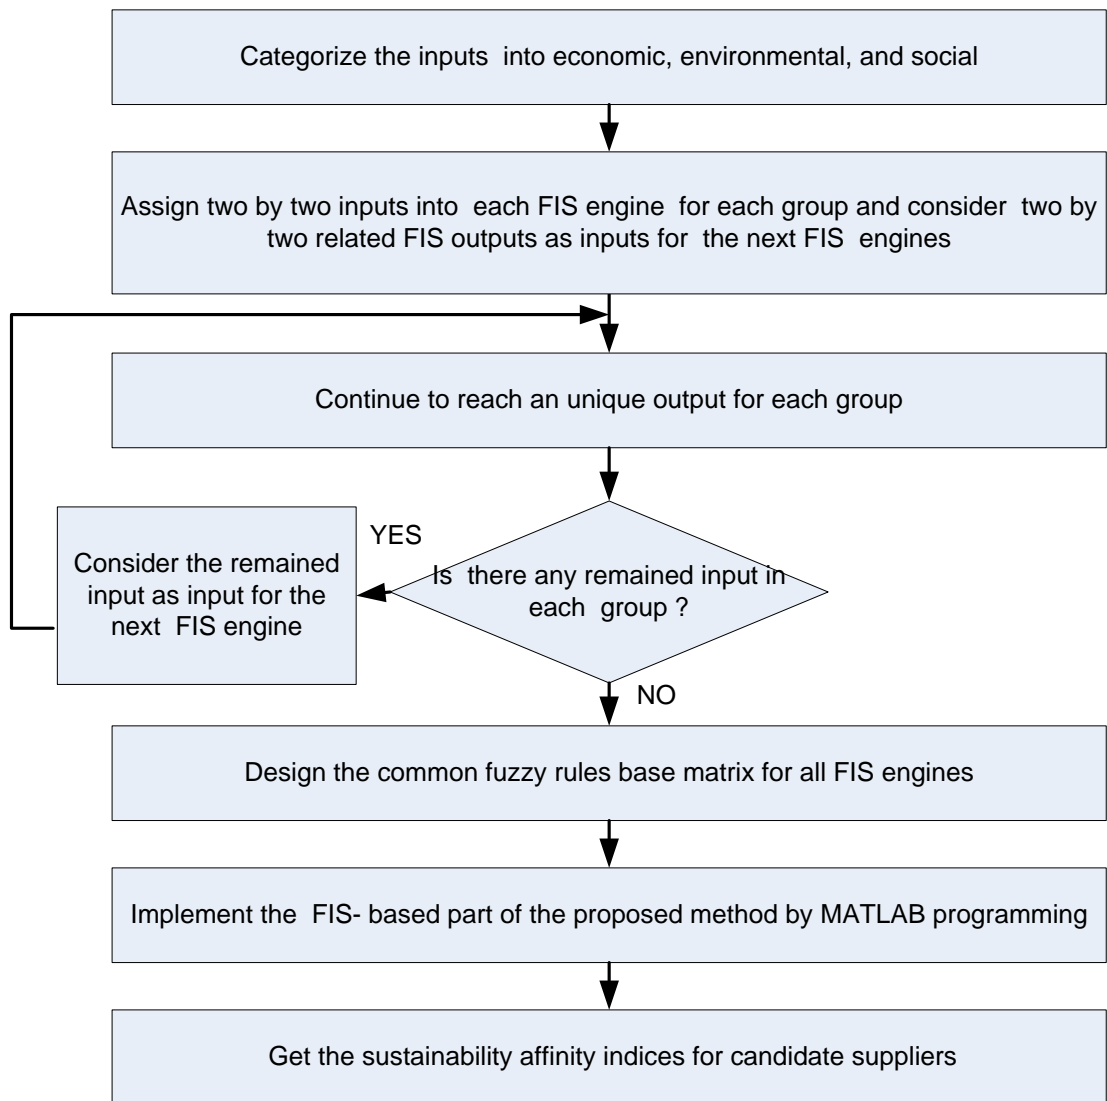 Categorize the inputs into economic, environmental, and social
Assign two by two inputs into each FIS engine for each group and consider two by
two related FIS outputs as inputs for the next FIS engines
Continue to reach an unique output for each group
YES
Consider the remained
input as input for the
next FIS engine
Is there any remained input in
each group ?
NO
Design the common fuzzy rules base matrix for all FIS engines
Implement the FIS- based part of the proposed method by MATLAB programming
Get the sustainability affinity indices for candidate suppliers